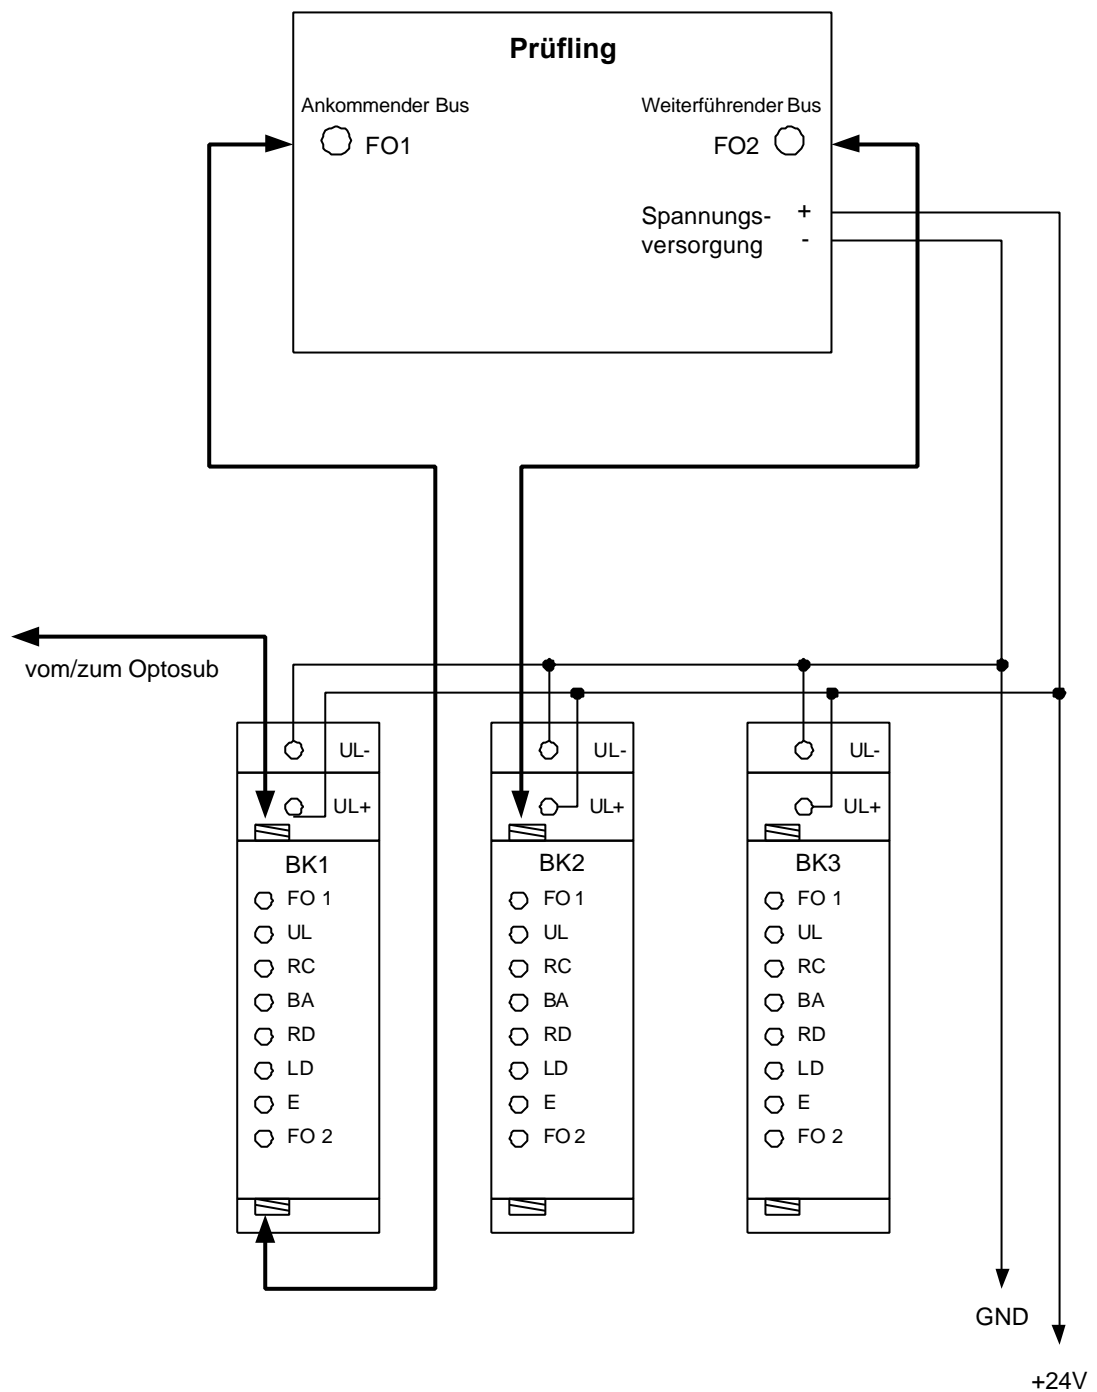 Prüfling
Ankommender Bus
Weiterführender Bus
FO1
FO2
Spannungs- +
versorgung -
vom/zum Optosub
UL-
UL+
BK1
FO 1
UL
RC
BA
RD
LD
E
FO 2
UL-
UL+
BK2
FO 1
UL
RC
BA
RD
LD
E
FO 2
UL-
UL+
BK3
FO 1
UL
RC
BA
RD
LD
E
FO 2
GND
+24V